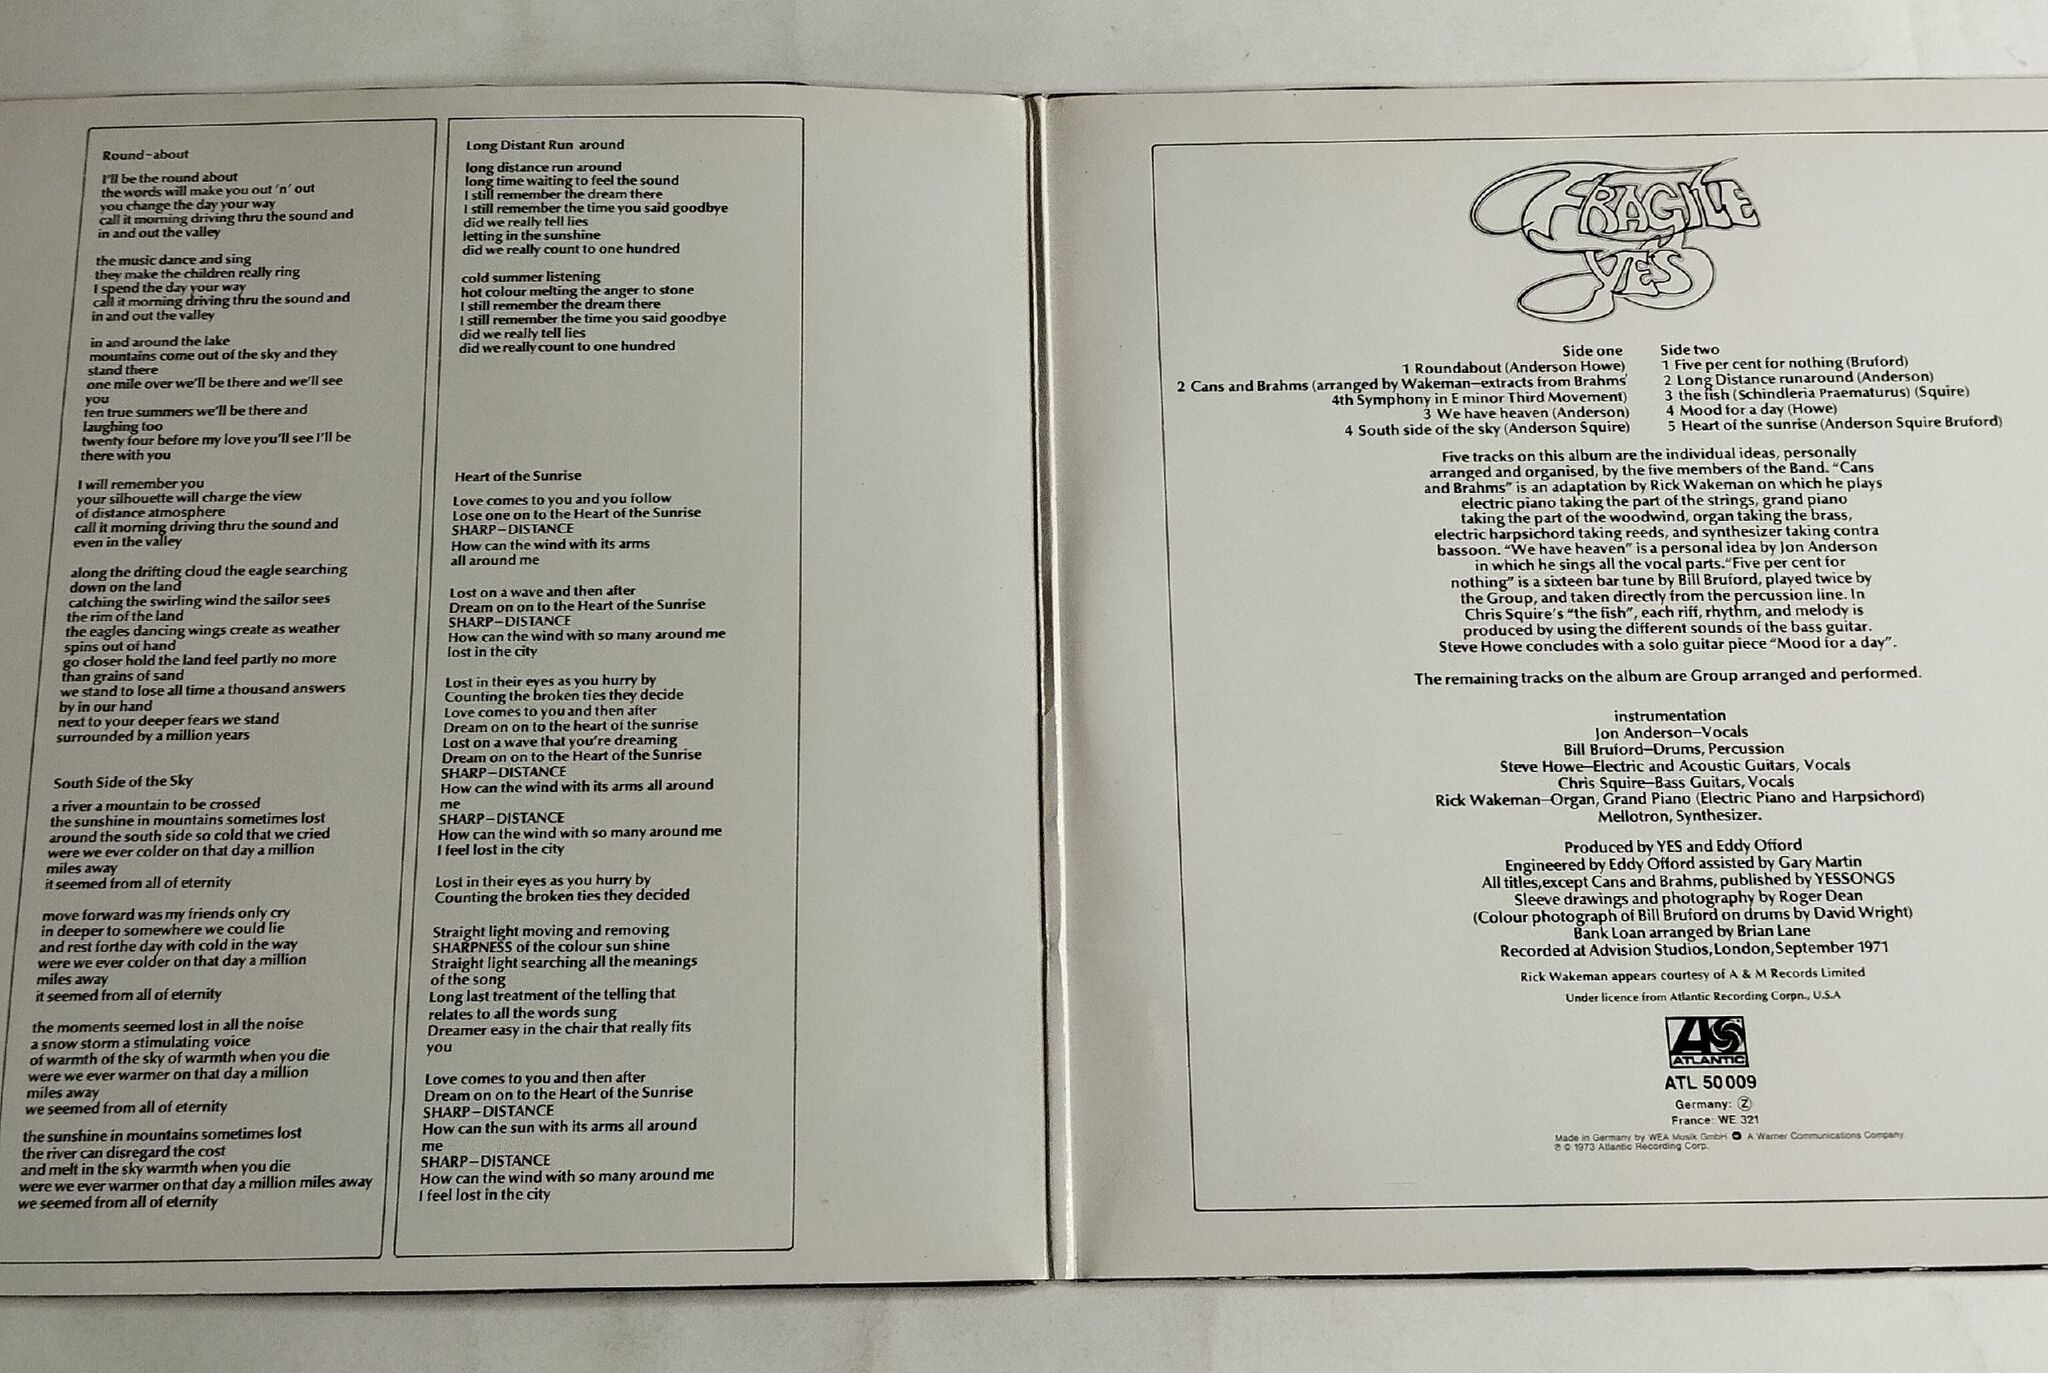 Round-about
I'll be the round about
the words will make you out 'n' out
you change the day your way
call it morning driving thru the sound and
in and out the valley
the music dance and sing
they make the children really ring
I spend the day your way
call it morning driving thru the sound and
in and out the valley
in and around the lake
mountains come out of the sky and they
stand there
one mile over we'll be there and we'll see
you
ten true summers we'll be there and
laughing too
twenty four before my love you'll see I'll be
there with you
I will remember you
your silhouette will charge the view
of distance atmosphere
call it morning driving thru the sound and
even in the valley
along the drifting cloud the eagle searching
down on the land
catching the swirling wind the sailor sees
the rim of the land
the eagles dancing wings create as weather
spins out of hand
go closer hold the land feel partly no more
than grains of sand
we stand to lose all time a thousand answers
by in our hand
next to your deeper fears we stand
surrounded by a million years
South Side of the Sky
a river a mountain to be crossed
the sunshine in mountains sometimes lost
around the south side so cold that we cried
were we ever colder on that day a million
miles away
it seemed from all of eternity
move forward was my friends only cry
in deeper to somewhere we could lie
and rest forthe day with cold in the way
were we ever colder on that day a million
miles away
it seemed from all of eternity
the moments seemed lost in all the noise
a snow storm a stimulating voice
of warmth of the sky of warmth when you die
were we ever warmer on that day a million
miles away
we seemed from all of eternity
the sunshine in mountains sometimes lost
the river can disregard the cost
and melt in the sky warmth when you die
were we ever warmer on that day a million miles away
we seemed from all of eternity
Long Distant Run around
long distance run around
long time waiting to feel the sound
I still remember the dream there
I still remember the time you said goodbye
did we really tell lies
letting in the sunshine
did we really count to one hundred
cold summer listening
hot colour melting the anger to stone
I still remember the dream there
I still remember the time you said goodbye
did we really tell lies
did we really count to one hundred
Heart of the Sunrise
Love comes to you and you follow
Lose one on to the Heart of the Sunrise
SHARP-DISTANCE
How can the wind with its arms
all around me
Lost on a wave and then after
Dream on on to the Heart of the Sunrise
SHARP-DISTANCE
How can the wind with so many around me
lost in the city
Lost in their eyes as you hurry by
Counting the broken ties they decide
Love comes to you and then after
Dream on on to the heart of the sunrise
Lost on a wave that you're dreaming
Dream on on to the Heart of the Sunrise
SHARP-DISTANCE
How can the wind with its arms all around
me
SHARP-DISTANCE
How can the wind with so many around me
I feel lost in the city
Lost in their eyes as you hurry by
Counting the broken ties they decided
Straight light moving and removing
SHARPNESS of the colour sun shine
Straight light searching all the meanings
of the song
Long last treatment of the telling that
relates to all the words sung
Dreamer easy in the chair that really fits
you
Love comes to you and then after
Dream on on to the Heart of the Sunrise
SHARP-DISTANCE
How can the sun with its arms all around
me
SHARP-DISTANCE
How can the wind with so many around me
I feel lost in the city
FRAGILE
YES
Side one
1 Roundabout (Anderson Howe)
2 Cans and Brahms (arranged by Wakeman-extracts from Brahms'
4th Symphony in E minor Third Movement)
3 We have heaven (Anderson)
4 South side of the sky (Anderson Squire)
Side two
1 Five per cent for nothing (Bruford)
2 Long Distance runaround (Anderson)
3 the fish (Schindleria Praematurus) (Squire)
4 Mood for a day (Howe)
5 Heart of the sunrise (Anderson Squire Bruford)
Five tracks on this album are the individual ideas, personally
arranged and organised, by the five members of the Band. "Cans
and Brahms" is an adaptation by Rick Wakeman on which he plays
electric piano taking the part of the strings, grand piano
taking the part of the woodwind, organ taking the brass,
electric harpsichord taking reeds, and synthesizer taking contra
bassoon. "We have heaven" is a personal idea by Jon Anderson
in which he sings all the vocal parts."Five per cent for
nothing" is a sixteen bar tune by Bill Bruford, played twice by
the Group, and taken directly from the percussion line. In
Chris Squire's "the fish", each riff, rhythm, and melody is
produced by using the different sounds of the bass guitar.
Steve Howe concludes with a solo guitar piece "Mood for a day".
The remaining tracks on the album are Group arranged and performed.
instrumentation
Jon Anderson-Vocals
Bill Bruford-Drums, Percussion
Steve Howe-Electric and Acoustic Guitars, Vocals
Chris Squire-Bass Guitars, Vocals
Rick Wakeman-Organ, Grand Piano (Electric Piano and Harpsichord)
Mellotron, Synthesizer.
Produced by YES and Eddy Offord
Engineered by Eddy Offord assisted by Gary Martin
All titles,except Cans and Brahms, published by YESSONGS
Sleeve drawings and photography by Roger Dean
(Colour photograph of Bill Bruford on drums by David Wright)
Bank Loan arranged by Brian Lane
Recorded at Advision Studios, London, September 1971
Rick Wakeman appears courtesy of A & M Records Limited
Under licence from Atlantic Recording Corpn., U.S.A
ATLANTIC
ATL 50 009
Germany: Ⓩ
France: WE 321
Made in Germany by WEA Musik GmbH A Warner Communications Company
℗ © 1973 Atlantic Recording Corp.